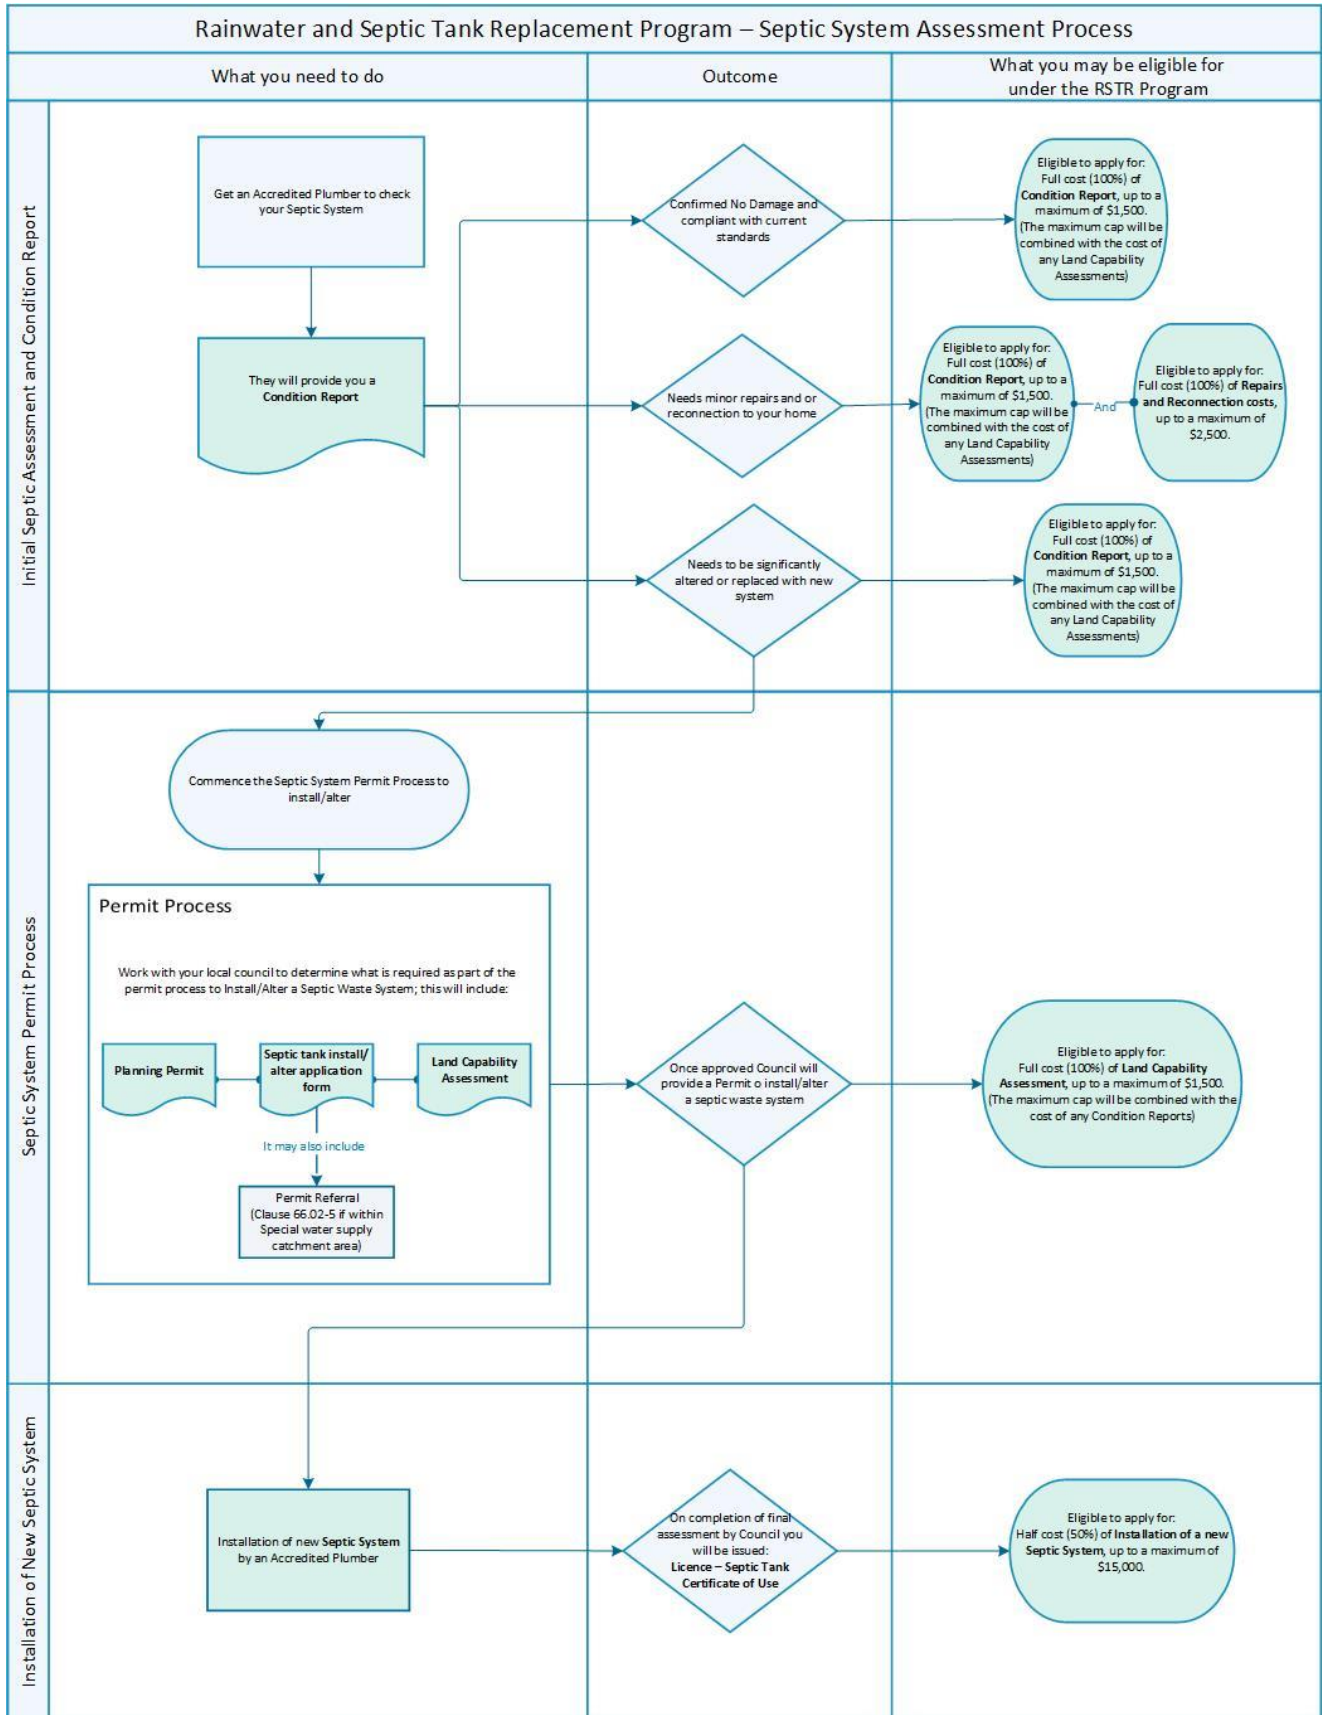 Rainwater and Septic Tank Replacement Program – Septic System Assessment Process
What you need to do
Outcome
What you may be eligible for
under the RSTR Program
Initial Septic Assessment and Condition Report
Get an Accredited Plumber to check
your Septic System
Confirmed No Damage and
compliant with current
standards
Eligible to apply for:
Full cost (100%) of
Condition Report, up to a
maximum of $1,500.
(The maximum cap will be
combined with the cost of
any Land Capability
Assessments)
They will provide you a
Condition Report
Needs minor repairs and or
reconnection to your home
Eligible to apply for:
Full cost (100%) of
Condition Report, up to a
maximum of $1,500.
(The maximum cap will be
combined with the cost of
any Land Capability
Assessments)
And
Eligible to apply for:
Full cost (100%) of Repairs
and Reconnection costs,
up to a maximum of
$2,500.
Needs to be significantly
altered or replaced with new
system
Eligible to apply for:
Full cost (100%) of
Condition Report, up to a
maximum of $1,500.
(The maximum cap will be
combined with the cost of
any Land Capability
Assessments)
Septic System Permit Process
Commence the Septic System Permit Process to
install/alter
Permit Process
Work with your local council to determine what is required as part of the
permit process to Install/Alter a Septic Waste System; this will include:
Planning Permit
Septic tank install/
alter application
form
Land Capability
Assessment
It may also include
Permit Referral
(Clause 66.02-5 if within
Special water supply
catchment area)
Once approved Council will
provide a Permit o install/alter
a septic waste system
Eligible to apply for:
Full cost (100%) of Land Capability
Assessment, up to a maximum of $1,500.
(The maximum cap will be combined with the
cost of any Condition Reports)
Installation of New Septic System
Installation of new Septic System
by an Accredited Plumber
On completion of final
assessment by Council you
will be issued:
Licence – Septic Tank
Certificate of Use
Eligible to apply for:
Half cost (50%) of Installation of a new
Septic System, up to a maximum of
$15,000.